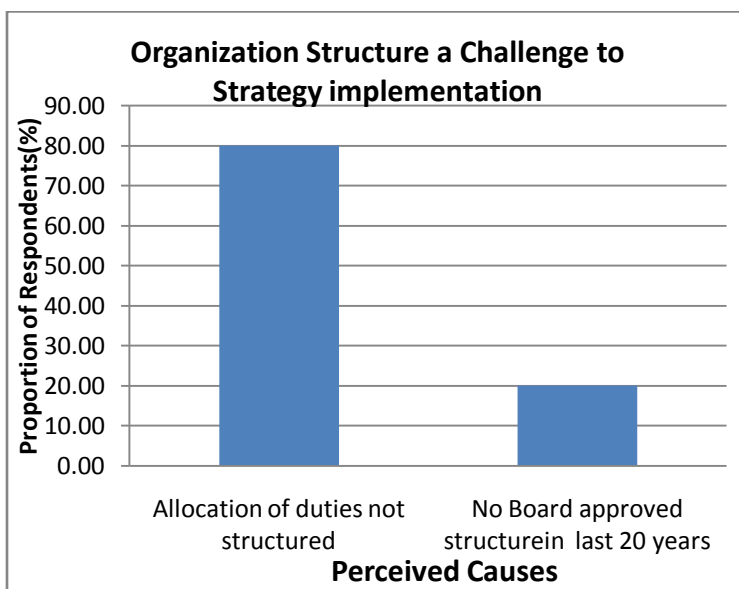 Organization Structure a Challenge to
Strategy implementation
Proportion of Respondents(%)
90.00
80.00
70.00
60.00
50.00
40.00
30.00
20.00
10.00
0.00
Allocation of duties not
structured
No Board approved
structurein last 20 years
Perceived Causes